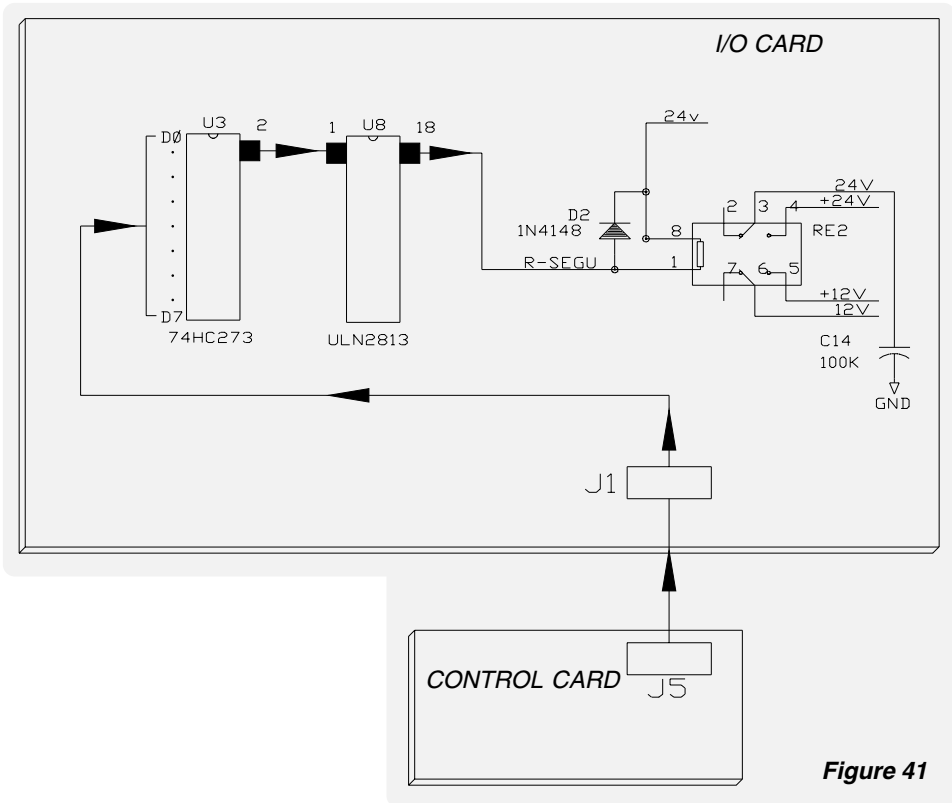 I/O CARD
24v
U3 2 1 U8 18
DØ
D7
74HC273
ULN2813
D2
1N4148
R-SEGU
8
1
24V
+24V
2 3 4
RE2
7 6 5
+12V
12V
C14
100K
GND
J1
J5
CONTROL CARD
Figure 41